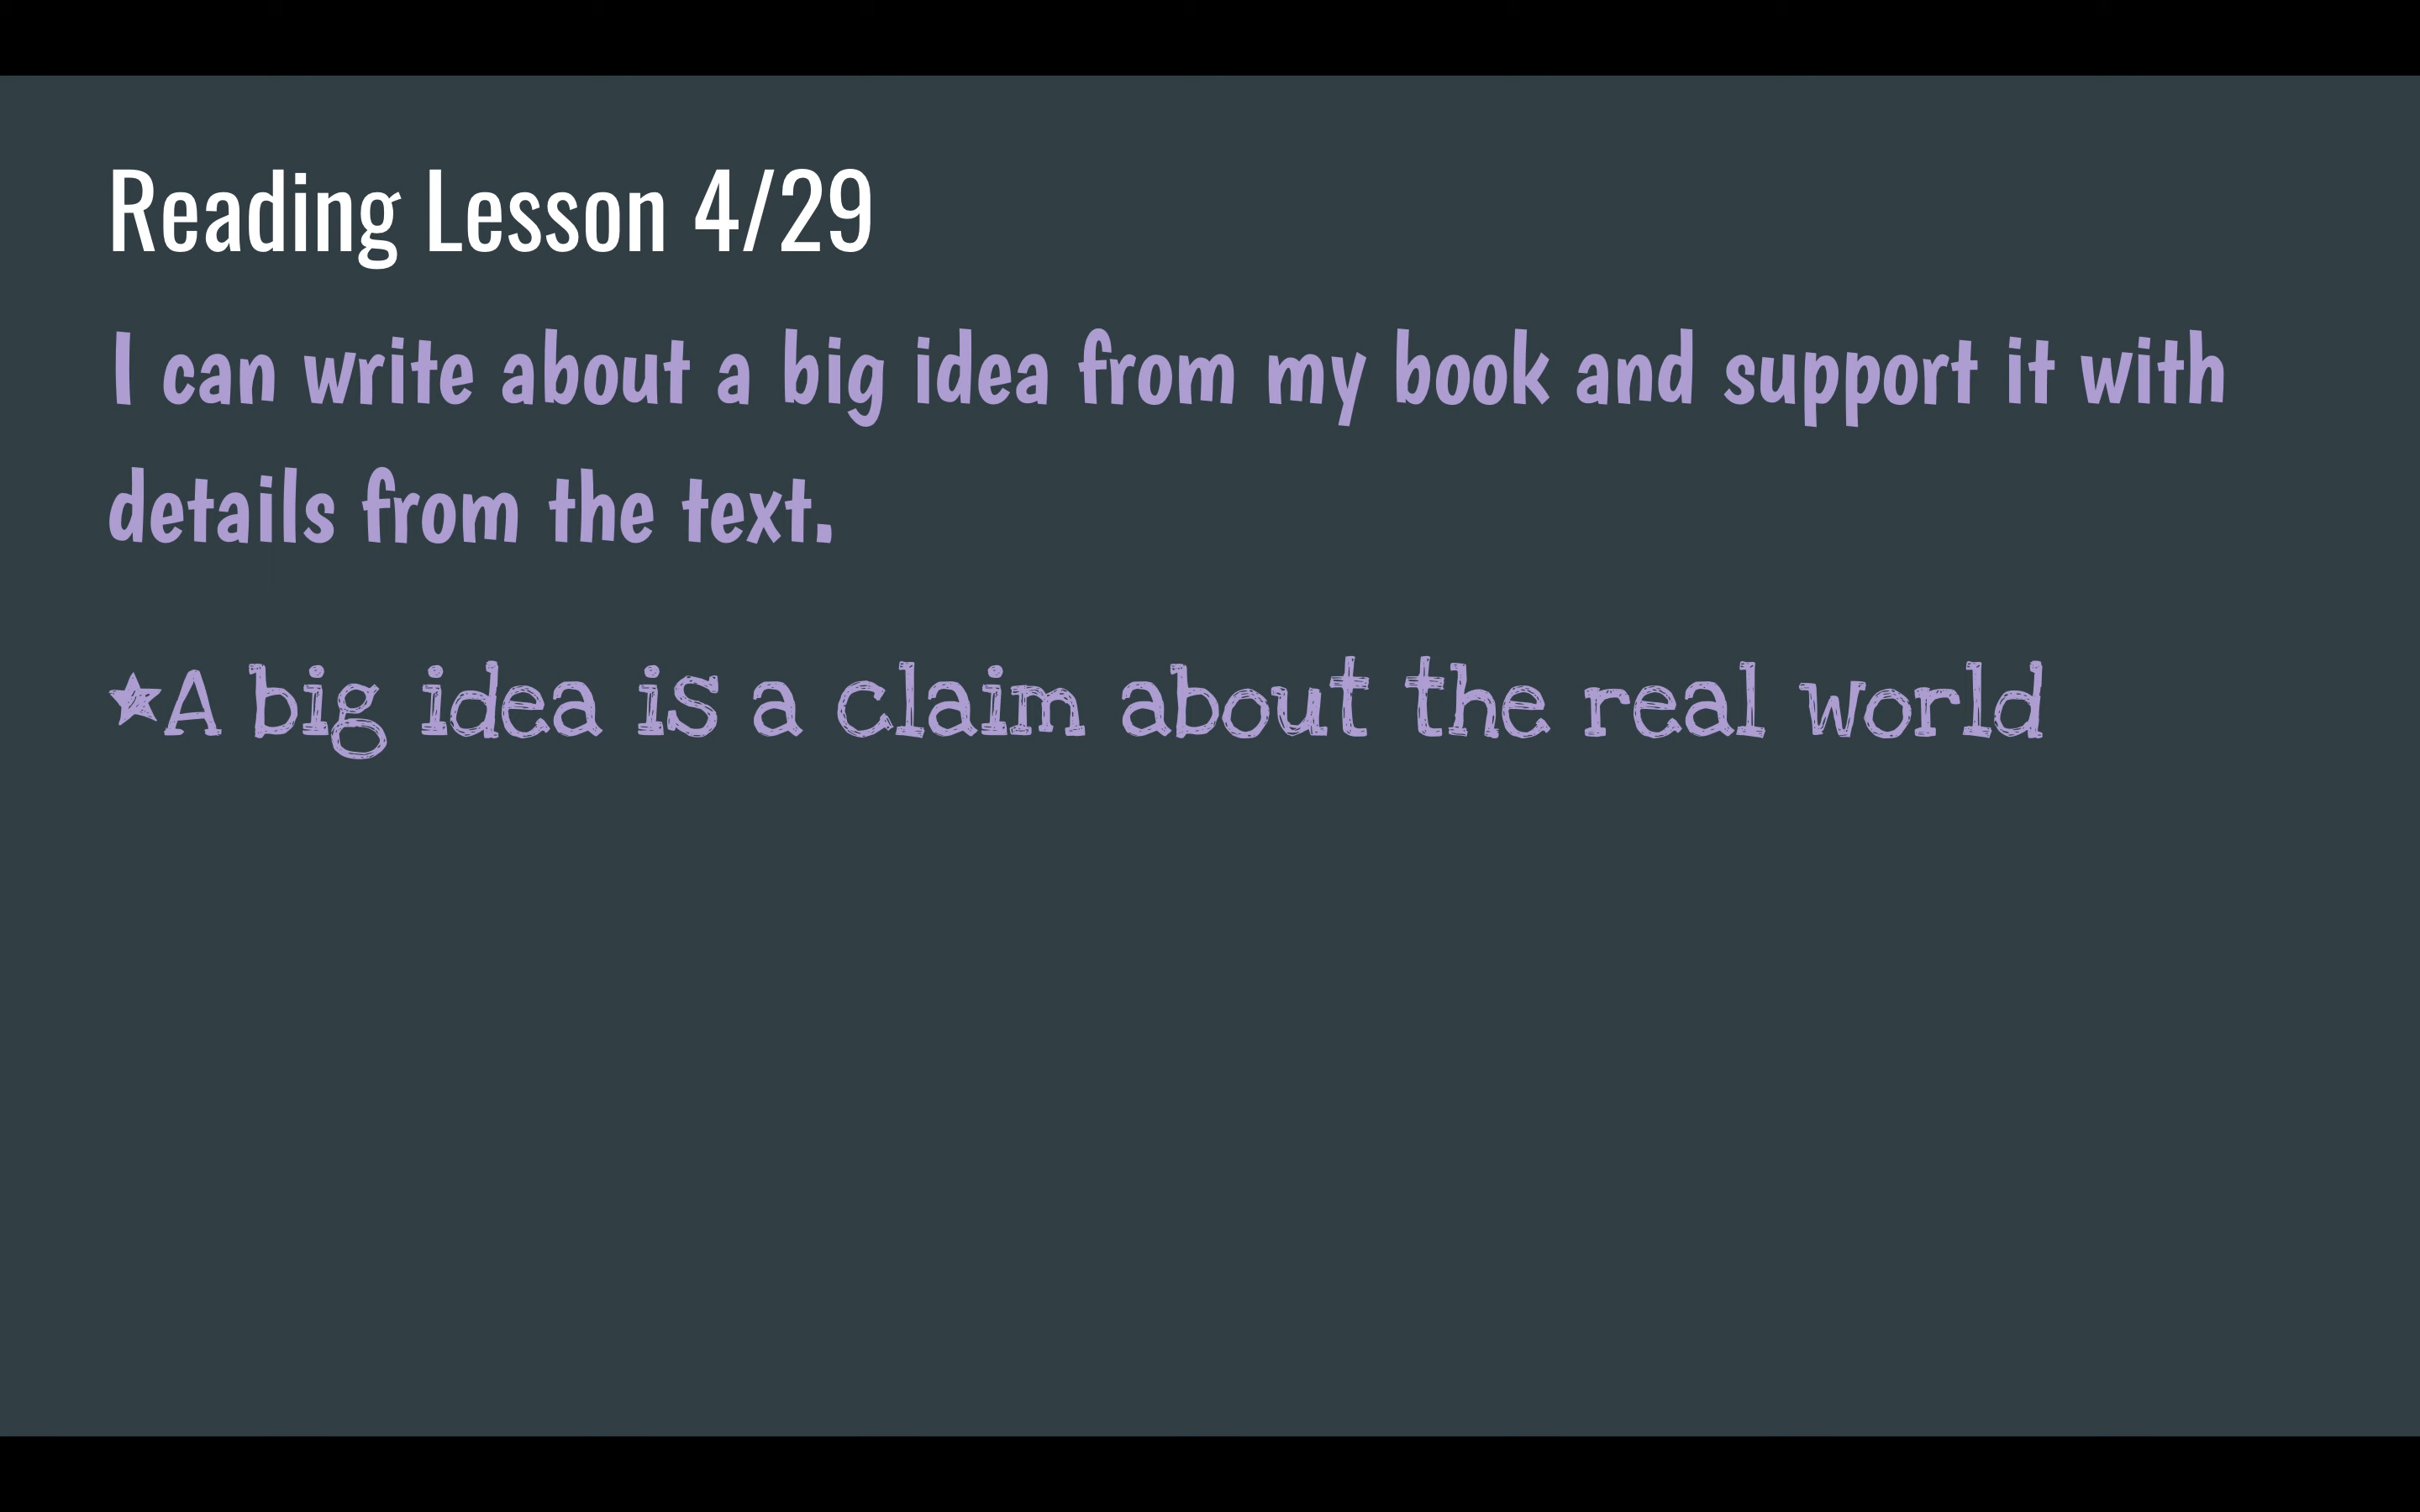 Reading Lesson 4/29
I can write about a big idea from my book and support it with
details from the text.
★A big idea is a claim about the real world